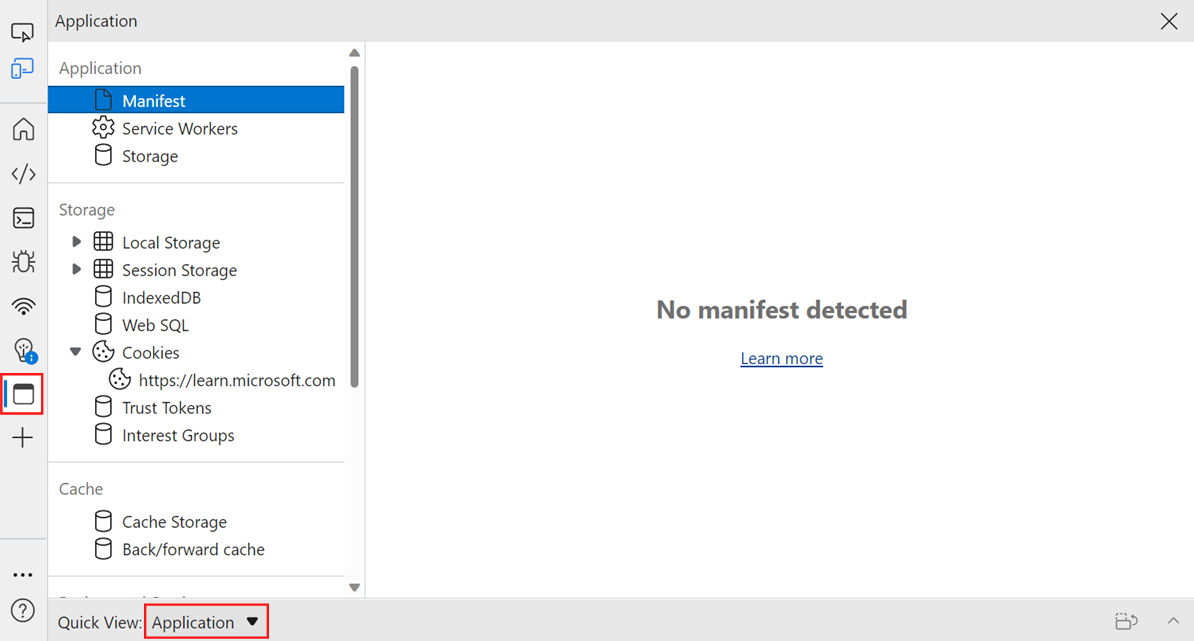 Application
Application
Manifest
Service Workers
Storage
Storage
Local Storage
Session Storage
IndexedDB
Web SQL
Cookies
https://learn.microsoft.com
Trust Tokens
Interest Groups
Cache
Cache Storage
Back/forward cache
No manifest detected
Learn more
Quick View: Application